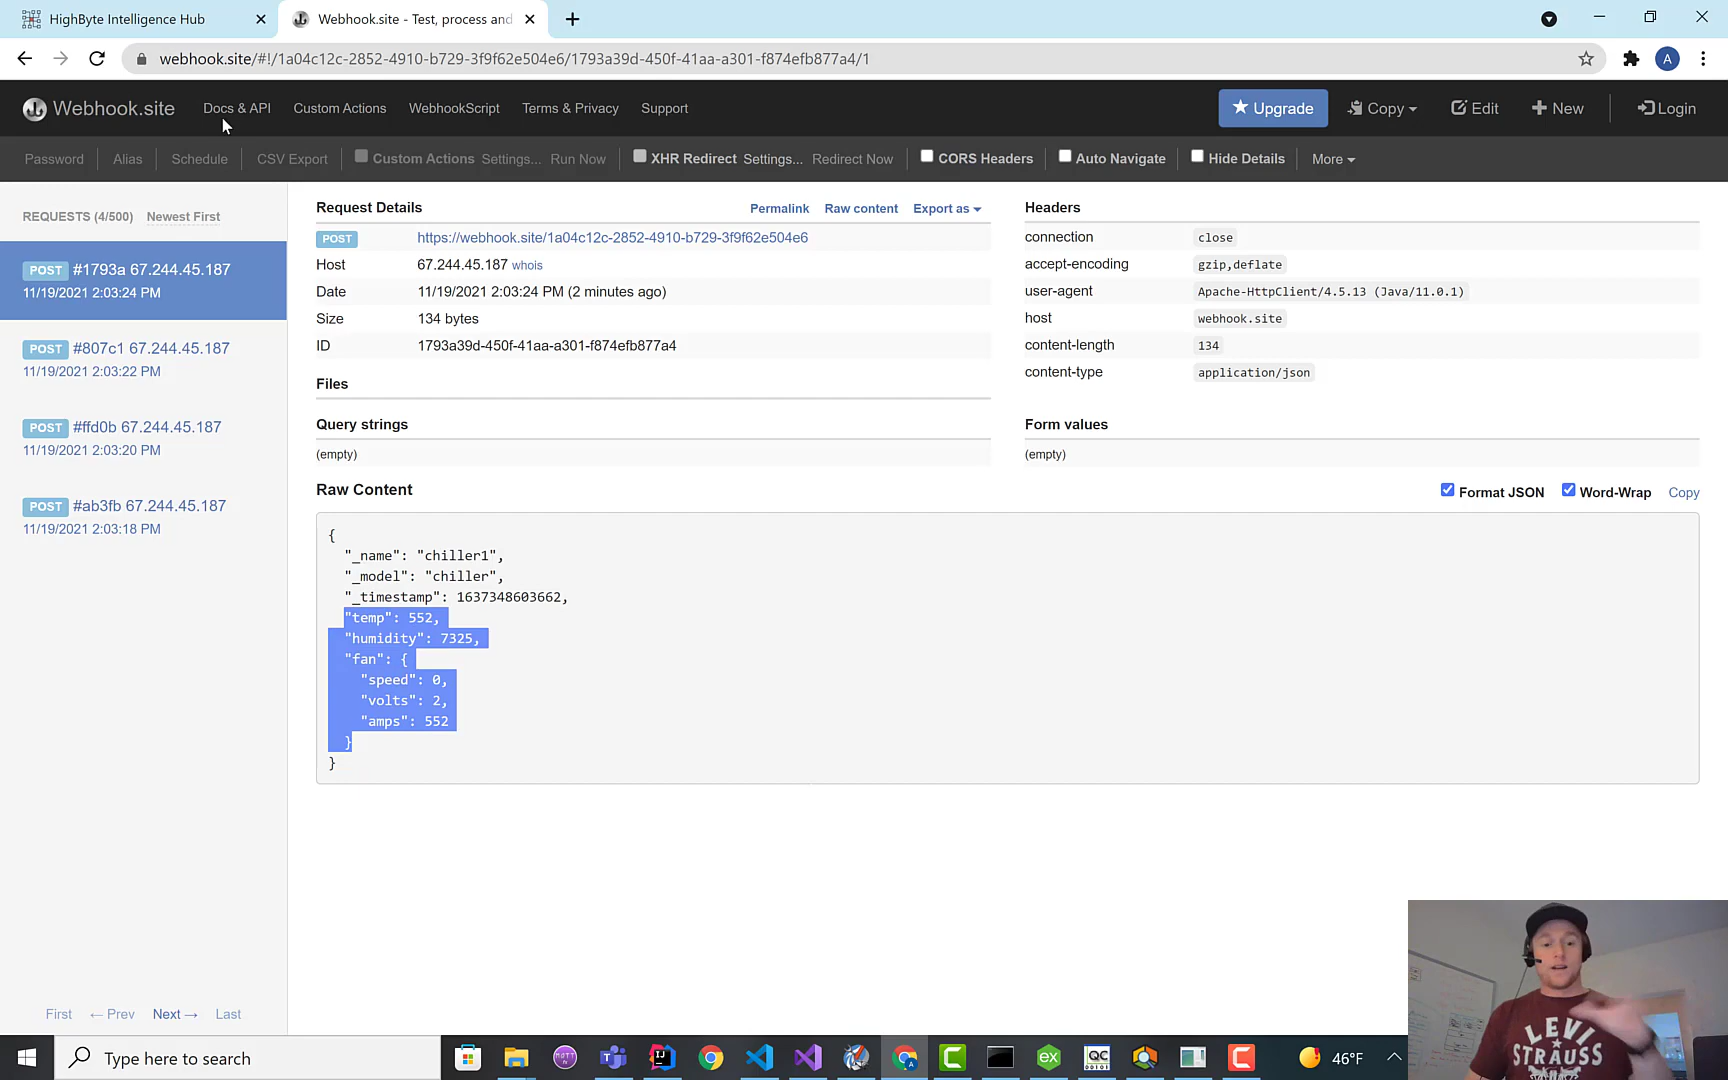 HighByte Intelligence Hub
Webhook.site - Test, process and
webhook.site/#!/1a04c12c-2852-4910-b729-3f9f62e504e6/1793a39d-450f-41aa-a301-f874efb877a4/1
A
Webhook.site Docs & API Custom Actions WebhookScript Terms & Privacy Support Upgrade Copy Edit New Login
Password Alias Schedule CSV Export Custom Actions Settings... Run Now XHR Redirect Settings... Redirect Now CORS Headers Auto Navigate Hide Details More
REQUESTS (4/500) Newest First
POST #1793a 67.244.45.187
11/19/2021 2:03:24 PM
POST #807c1 67.244.45.187
11/19/2021 2:03:22 PM
POST #ffd0b 67.244.45.187
11/19/2021 2:03:20 PM
POST #ab3fb 67.244.45.187
11/19/2021 2:03:18 PM
First ← Prev Next → Last
Request Details Permalink Raw content Export as
POST https://webhook.site/1a04c12c-2852-4910-b729-3f9f62e504e6
Host 67.244.45.187 whois
Date 11/19/2021 2:03:24 PM (2 minutes ago)
Size 134 bytes
ID 1793a39d-450f-41aa-a301-f874efb877a4
Files
Query strings
(empty)
Headers
connection close
accept-encoding gzip,deflate
user-agent Apache-HttpClient/4.5.13 (Java/11.0.1)
host webhook.site
content-length 134
content-type application/json
Form values
(empty)
Raw Content Format JSON Word-Wrap Copy
{
"_name": "chiller1",
"_model": "chiller",
"_timestamp": 1637348603662,
"temp": 552,
"humidity": 7325,
"fan": {
"speed": 0,
"volts": 2,
"amps": 552
}
}
LEVI
STRAUSS
Type here to search
46°F